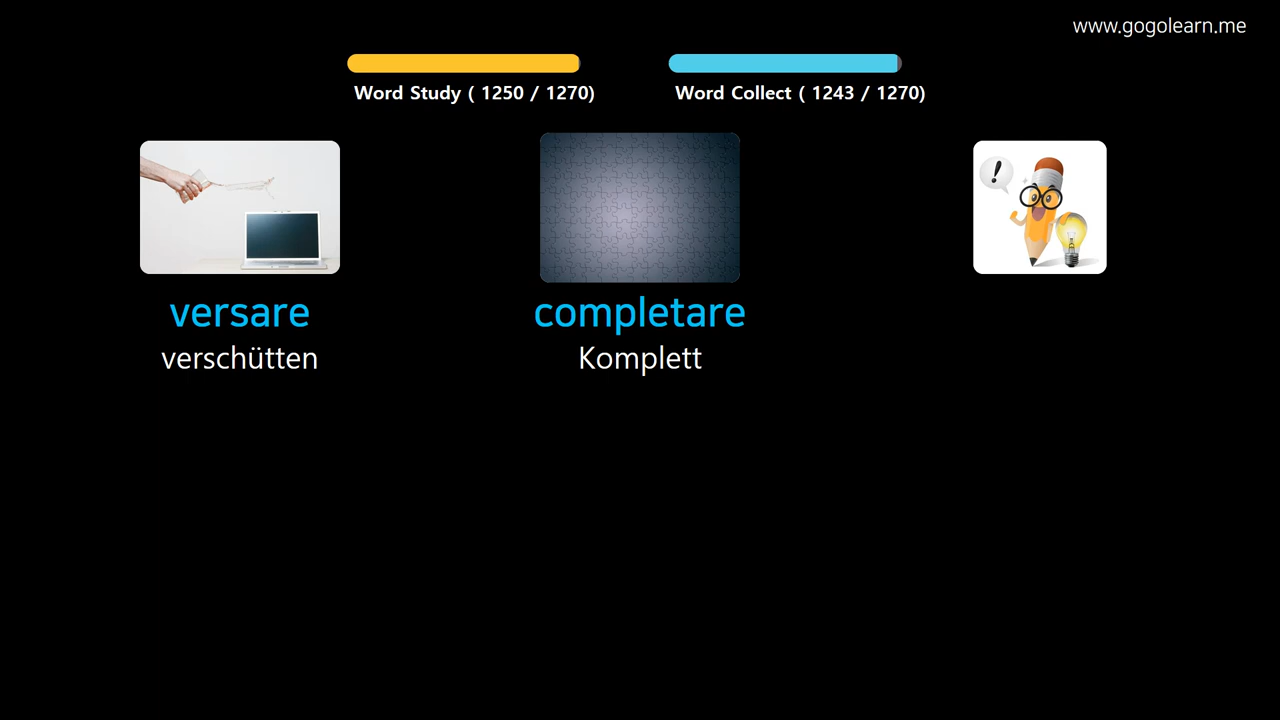 www.gogolearn.me
Word Study ( 1250 / 1270)
Word Collect ( 1243 / 1270)
!
versare
completare
verschütten
Komplett